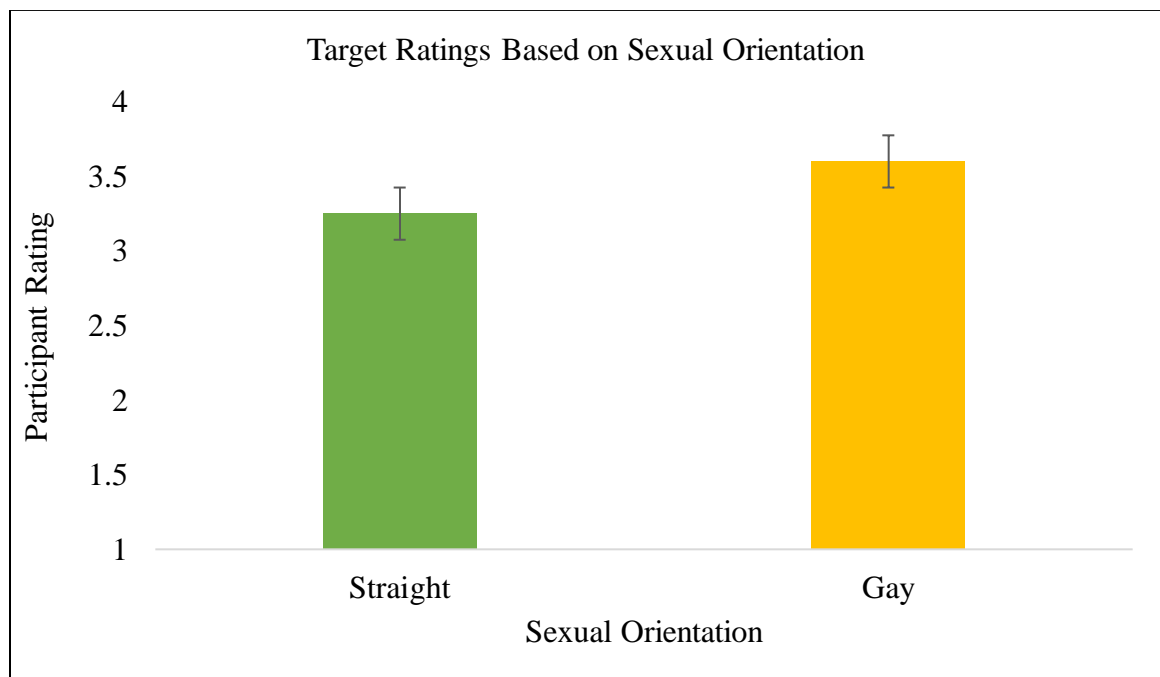 Target Ratings Based on Sexual Orientation
4
3.5
3
2.5
2
1.5
1
Participant Rating
Straight
Gay
Sexual Orientation